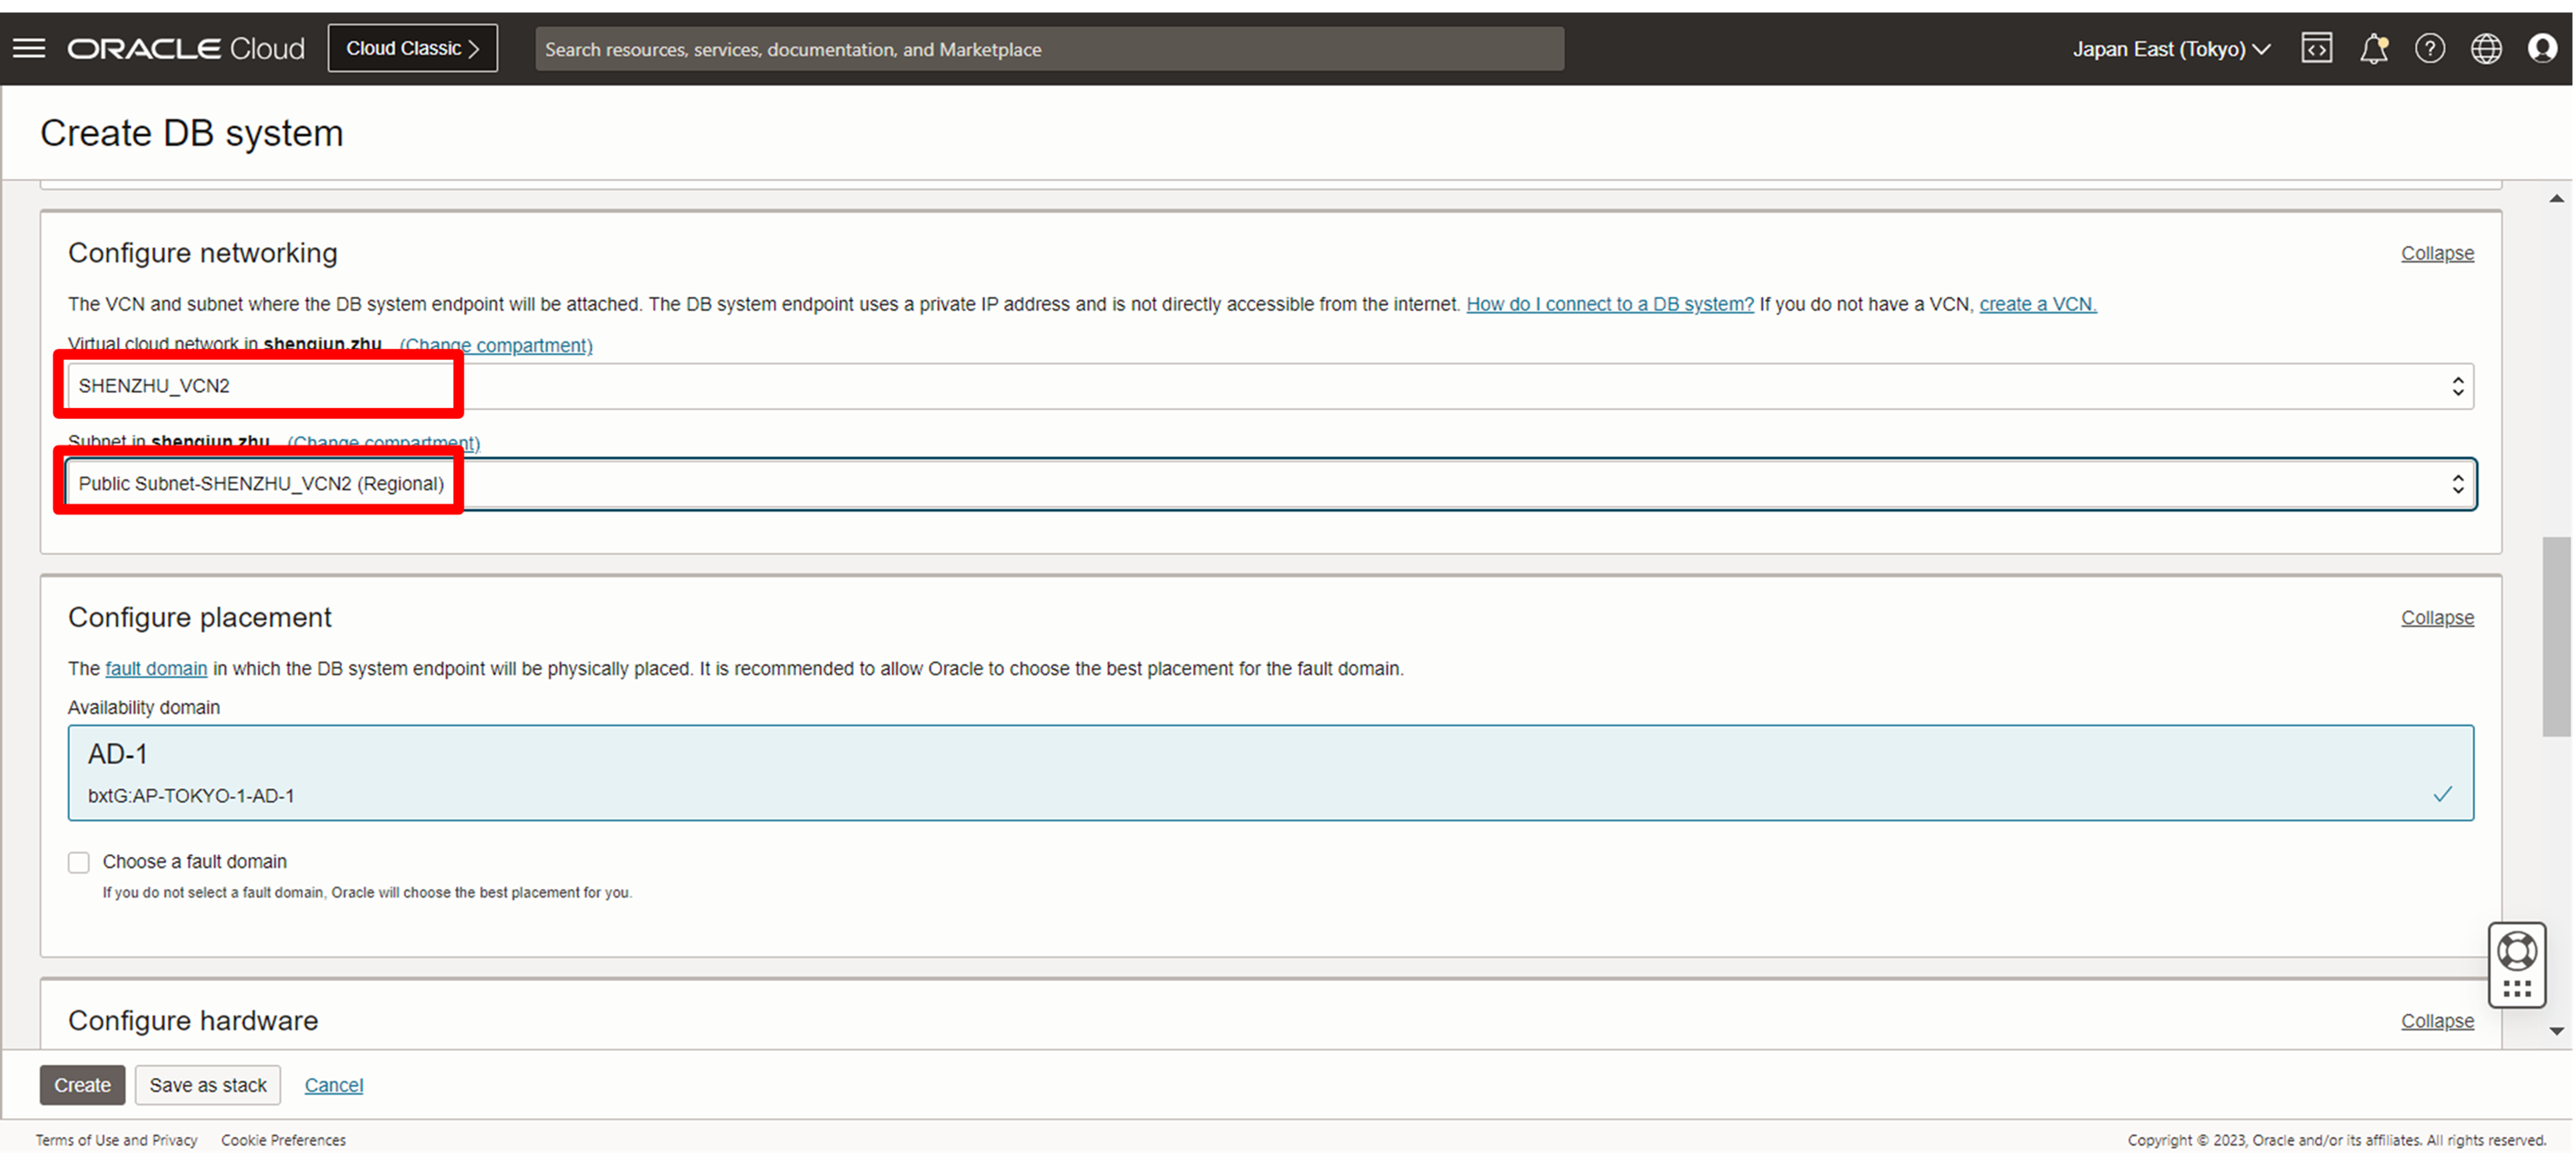 ORACLE Cloud Cloud Classic Search resources, services, documentation, and Marketplace Japan East (Tokyo)
Create DB system
Configure networking Collapse
The VCN and subnet where the DB system endpoint will be attached. The DB system endpoint uses a private IP address and is not directly accessible from the internet. How do I connect to a DB system? If you do not have a VCN, create a VCN.
Virtual cloud network in shengjun.zhu (Change compartment)
SHENZHU_VCN2
Subnet in shengjun.zhu (Change compartment)
Public Subnet-SHENZHU_VCN2 (Regional)
Configure placement Collapse
The fault domain in which the DB system endpoint will be physically placed. It is recommended to allow Oracle to choose the best placement for the fault domain.
Availability domain
AD-1
bxtG:AP-TOKYO-1-AD-1
Choose a fault domain
If you do not select a fault domain, Oracle will choose the best placement for you.
Configure hardware Collapse
Create Save as stack Cancel
Terms of Use and Privacy Cookie Preferences Copyright © 2023, Oracle and/or its affiliates. All rights reserved.